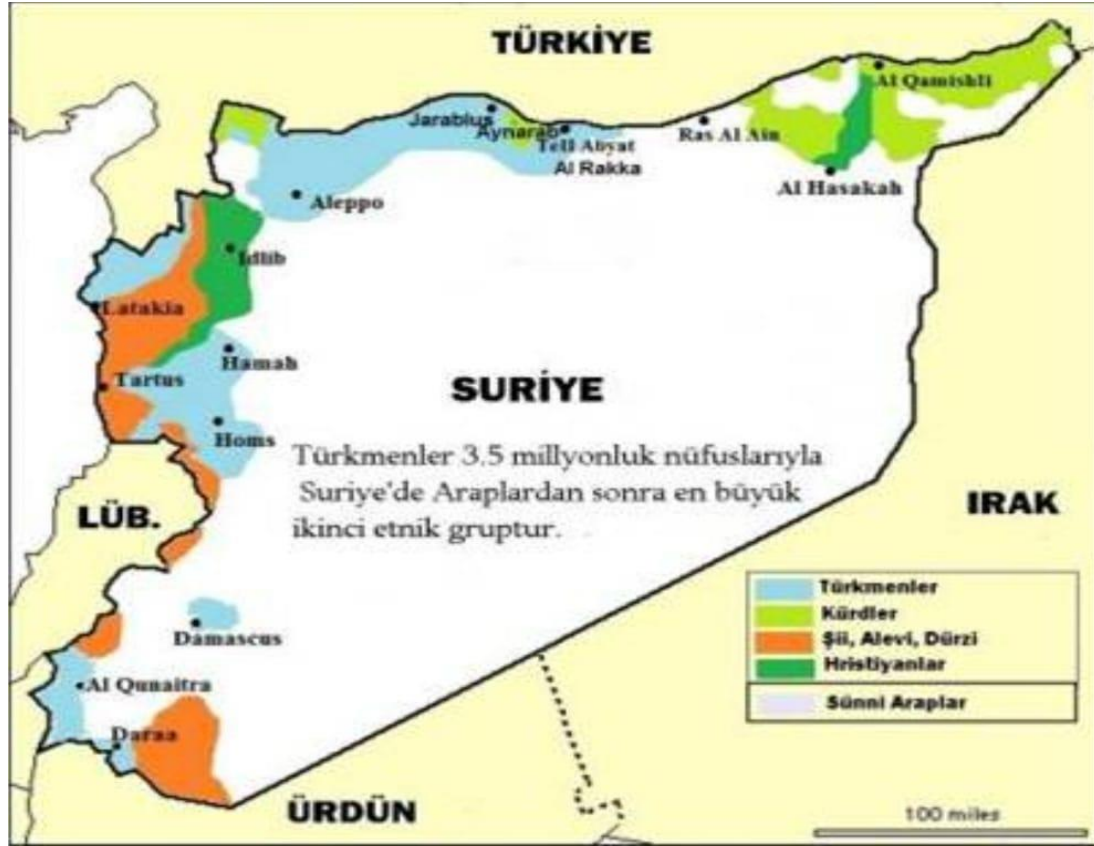 TÜRKİYE
Al Qamishli
Jarablus
Aynarab
Tell Abyat
Ras Al Ain
Al Rakka
Al Hasakah
Aleppo
Idlib
Latakia
Hamah
Tartus
SURİYE
Homs
Türkmenler 3.5 millyonluk nüfuslarıyla
Suriye'de Araplardan sonra en büyük
ikinci etnik gruptur.
LÜB.
IRAK
Damascus
Al Qunaitra
Daraa
ÜRDÜN
Türkmenler
Kürdler
Şii, Alevi, Dürzi
Hristiyanlar
Sünni Araplar
100 miles